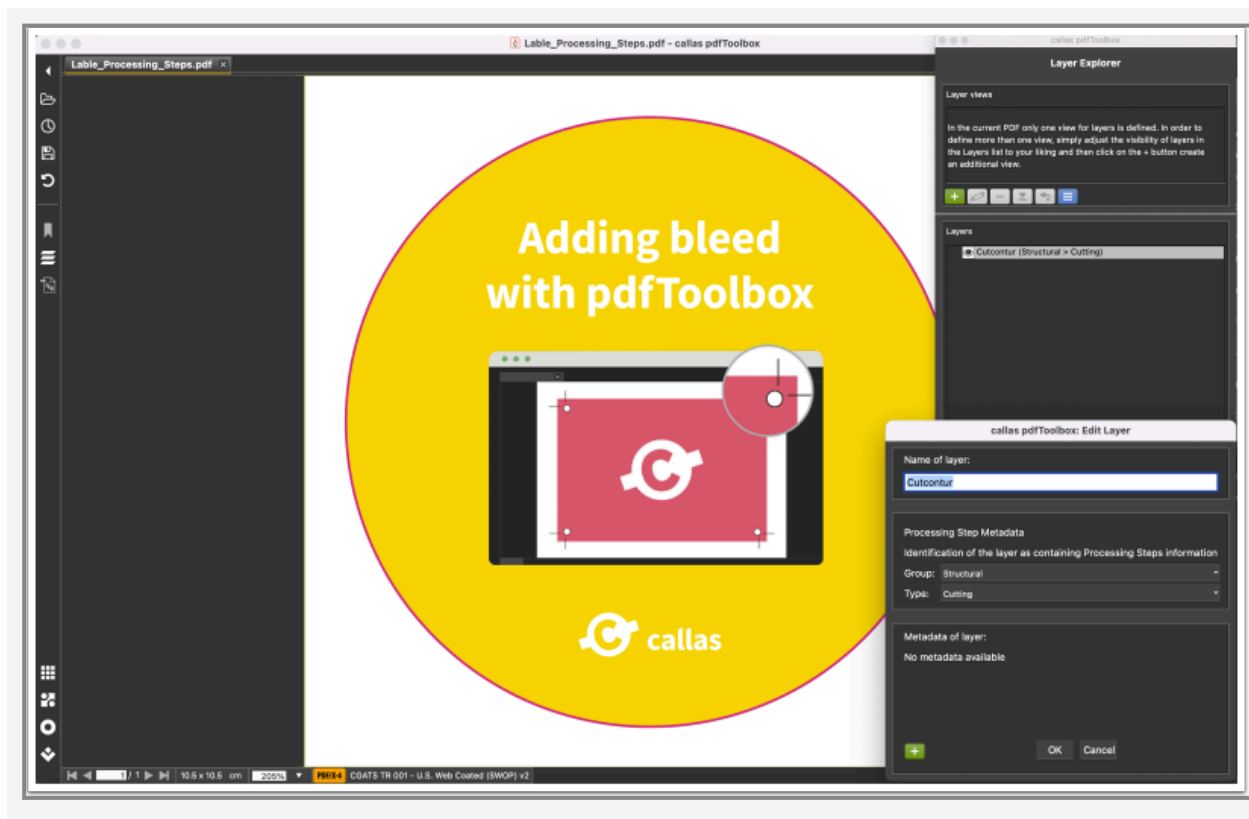 Lable_Processing_Steps.pdf - callas pdfToolbox
callas pdfToolbox
Lable_Processing_Steps.pdf ×
Layer Explorer
Layer views
In the current PDF only one view for layers is defined. In order to
define more than one view, simply adjust the visibility of layers in
the Layers list to your liking and then click on the + button create
an additional view.
Layers
Cutcontur (Structural > Cutting)
Adding bleed
with pdfToolbox
callas
callas pdfToolbox: Edit Layer
Name of layer:
Cutcontur
Processing Step Metadata
Identification of the layer as containing Processing Steps information
Group: Structural
Type: Cutting
Metadata of layer:
No metadata available
OK Cancel
1 / 1 10.5 x 10.5 cm 205% PDF/X-4 CGATS TR 001 - U.S. Web Coated (SWOP) v2